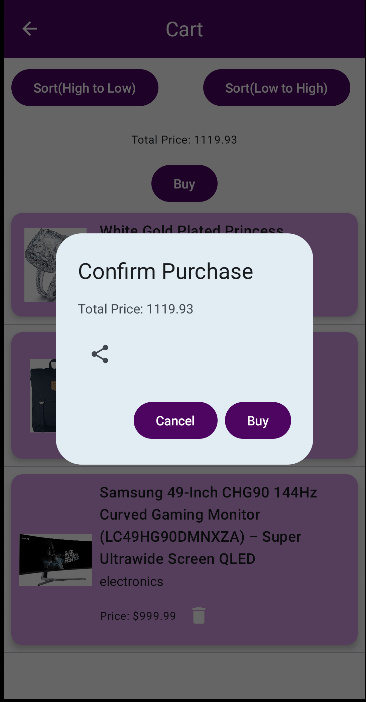 Cart
Sort(High to Low)
Sort(Low to High)
Total Price: 1119.93
Buy
White Gold Plated Princess
Confirm Purchase
Total Price: 1119.93
Cancel
Buy
Samsung 49-Inch CHG90 144Hz
Curved Gaming Monitor
(LC49HG90DMNXZA) – Super
Ultrawide Screen QLED
electronics
Price: $999.99